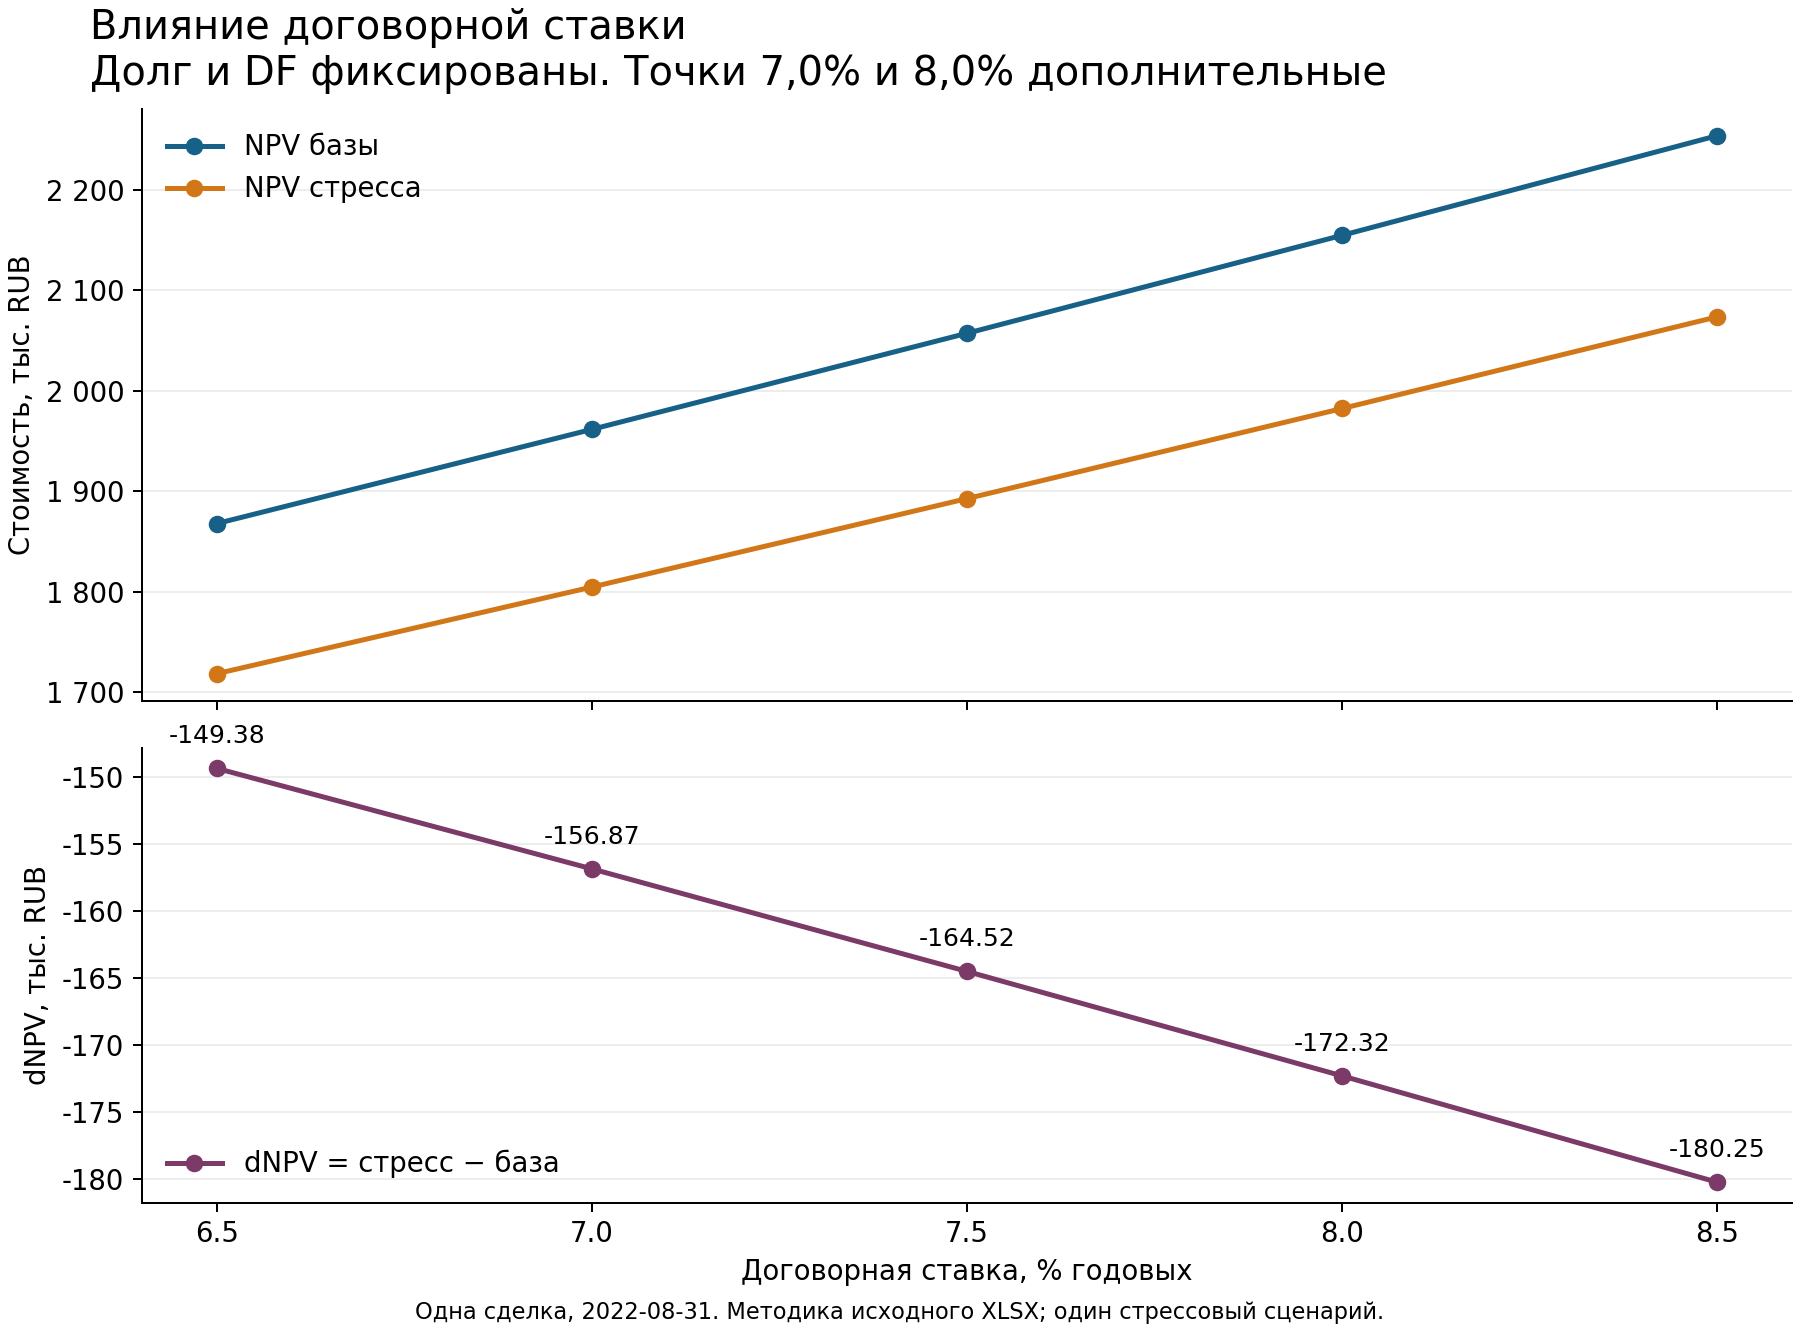 Влияние договорной ставки
Долг и DF фиксированы. Точки 7,0% и 8,0% дополнительные
NPV базы
NPV стресса
Стоимость, тыс. RUB
2 200
2 100
2 000
1 900
1 800
1 700
-149.38
-156.87
-164.52
-172.32
-180.25
dNPV, тыс. RUB
-150
-155
-160
-165
-170
-175
-180
dNPV = стресс − база
6.5 7.0 7.5 8.0 8.5
Договорная ставка, % годовых
Одна сделка, 2022-08-31. Методика исходного XLSX; один стрессовый сценарий.